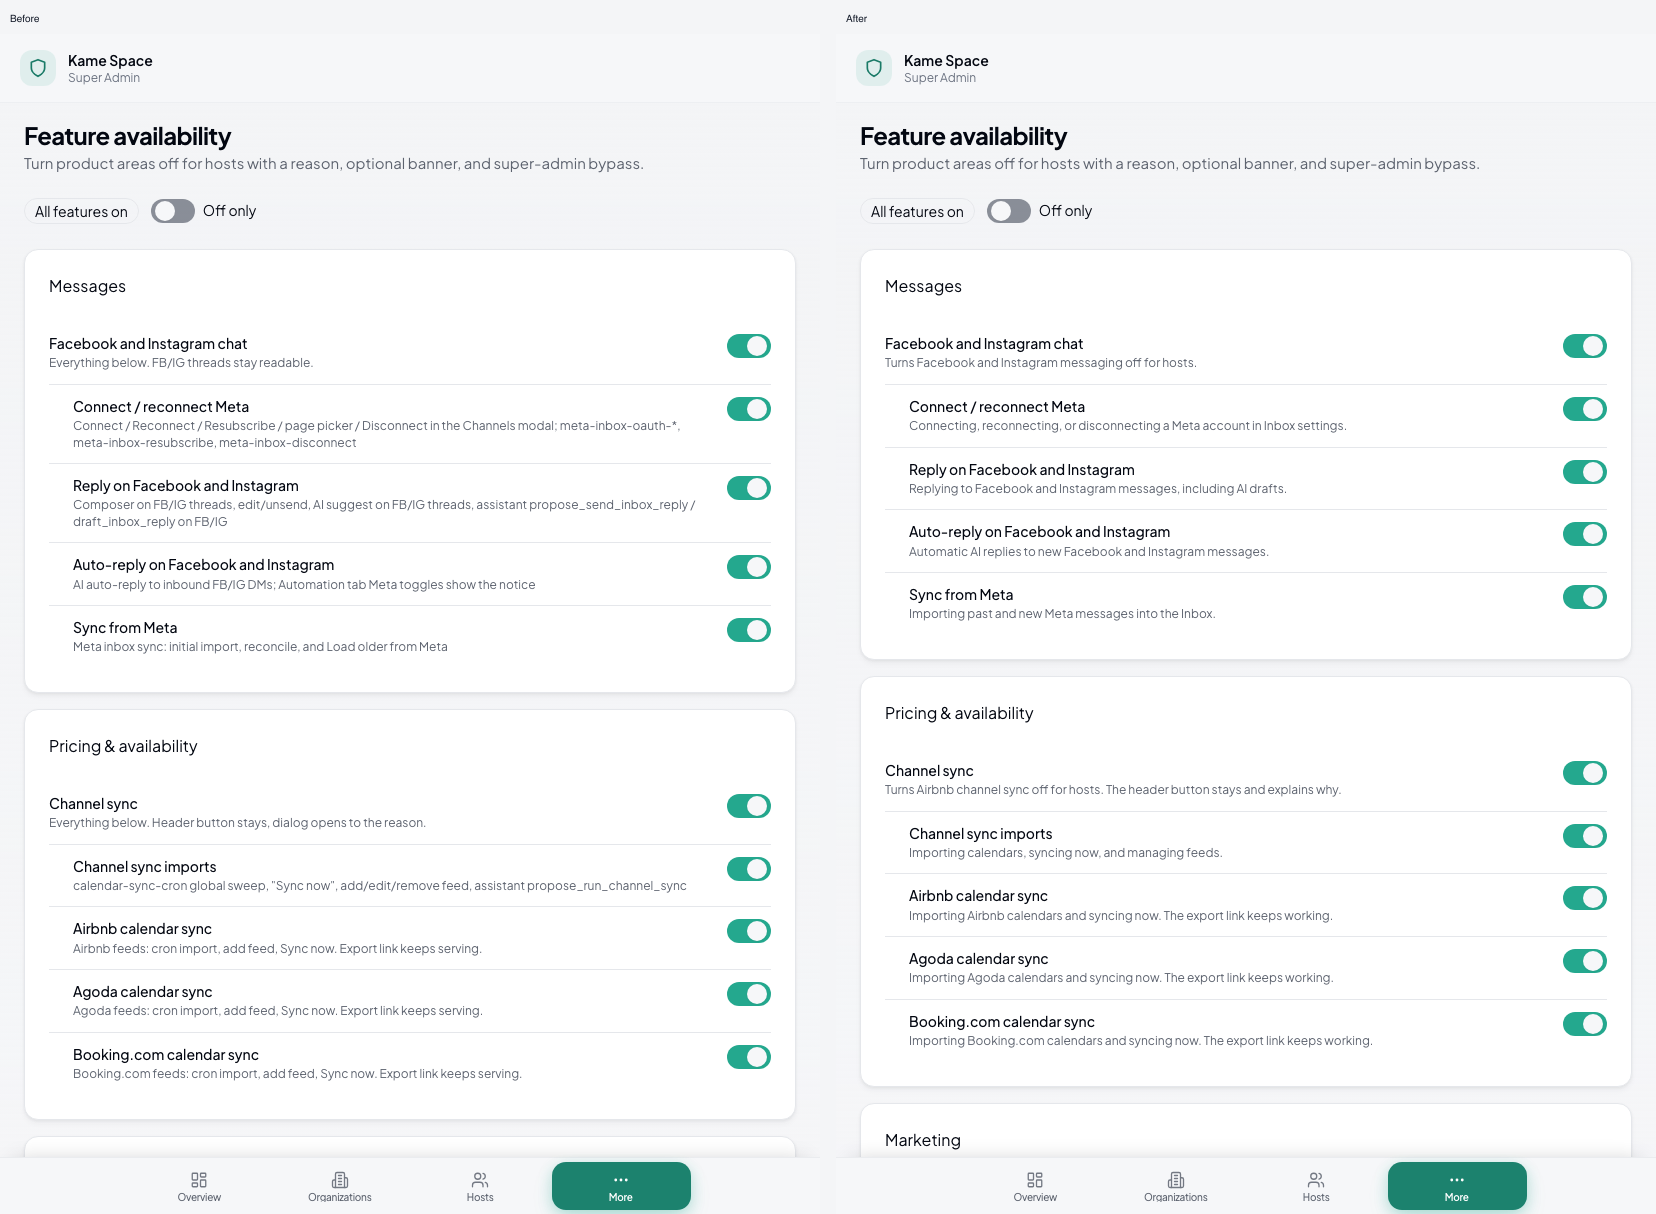 Before
Kame Space
Super Admin
Feature availability
Turn product areas off for hosts with a reason, optional banner, and super-admin bypass.
All features on
Off only
Messages
Facebook and Instagram chat
Everything below. FB/IG threads stay readable.
Connect / reconnect Meta
Connect / Reconnect / Resubscribe / page picker / Disconnect in the Channels modal; meta-inbox-oauth-*,
meta-inbox-resubscribe, meta-inbox-disconnect
Reply on Facebook and Instagram
Composer on FB/IG threads, edit/unsend, AI suggest on FB/IG threads, assistant propose_send_inbox_reply /
draft_inbox_reply on FB/IG
Auto-reply on Facebook and Instagram
AI auto-reply to inbound FB/IG DMs; Automation tab Meta toggles show the notice
Sync from Meta
Meta inbox sync: initial import, reconcile, and Load older from Meta
Pricing & availability
Channel sync
Everything below. Header button stays, dialog opens to the reason.
Channel sync imports
calendar-sync-cron global sweep, "Sync now", add/edit/remove feed, assistant propose_run_channel_sync
Airbnb calendar sync
Airbnb feeds: cron import, add feed, Sync now. Export link keeps serving.
Agoda calendar sync
Agoda feeds: cron import, add feed, Sync now. Export link keeps serving.
Booking.com calendar sync
Booking.com feeds: cron import, add feed, Sync now. Export link keeps serving.
Overview
Organizations
Hosts
More
After
Kame Space
Super Admin
Feature availability
Turn product areas off for hosts with a reason, optional banner, and super-admin bypass.
All features on
Off only
Messages
Facebook and Instagram chat
Turns Facebook and Instagram messaging off for hosts.
Connect / reconnect Meta
Connecting, reconnecting, or disconnecting a Meta account in Inbox settings.
Reply on Facebook and Instagram
Replying to Facebook and Instagram messages, including AI drafts.
Auto-reply on Facebook and Instagram
Automatic AI replies to new Facebook and Instagram messages.
Sync from Meta
Importing past and new Meta messages into the Inbox.
Pricing & availability
Channel sync
Turns Airbnb channel sync off for hosts. The header button stays and explains why.
Channel sync imports
Importing calendars, syncing now, and managing feeds.
Airbnb calendar sync
Importing Airbnb calendars and syncing now. The export link keeps working.
Agoda calendar sync
Importing Agoda calendars and syncing now. The export link keeps working.
Booking.com calendar sync
Importing Booking.com calendars and syncing now. The export link keeps working.
Marketing
Overview
Organizations
Hosts
More